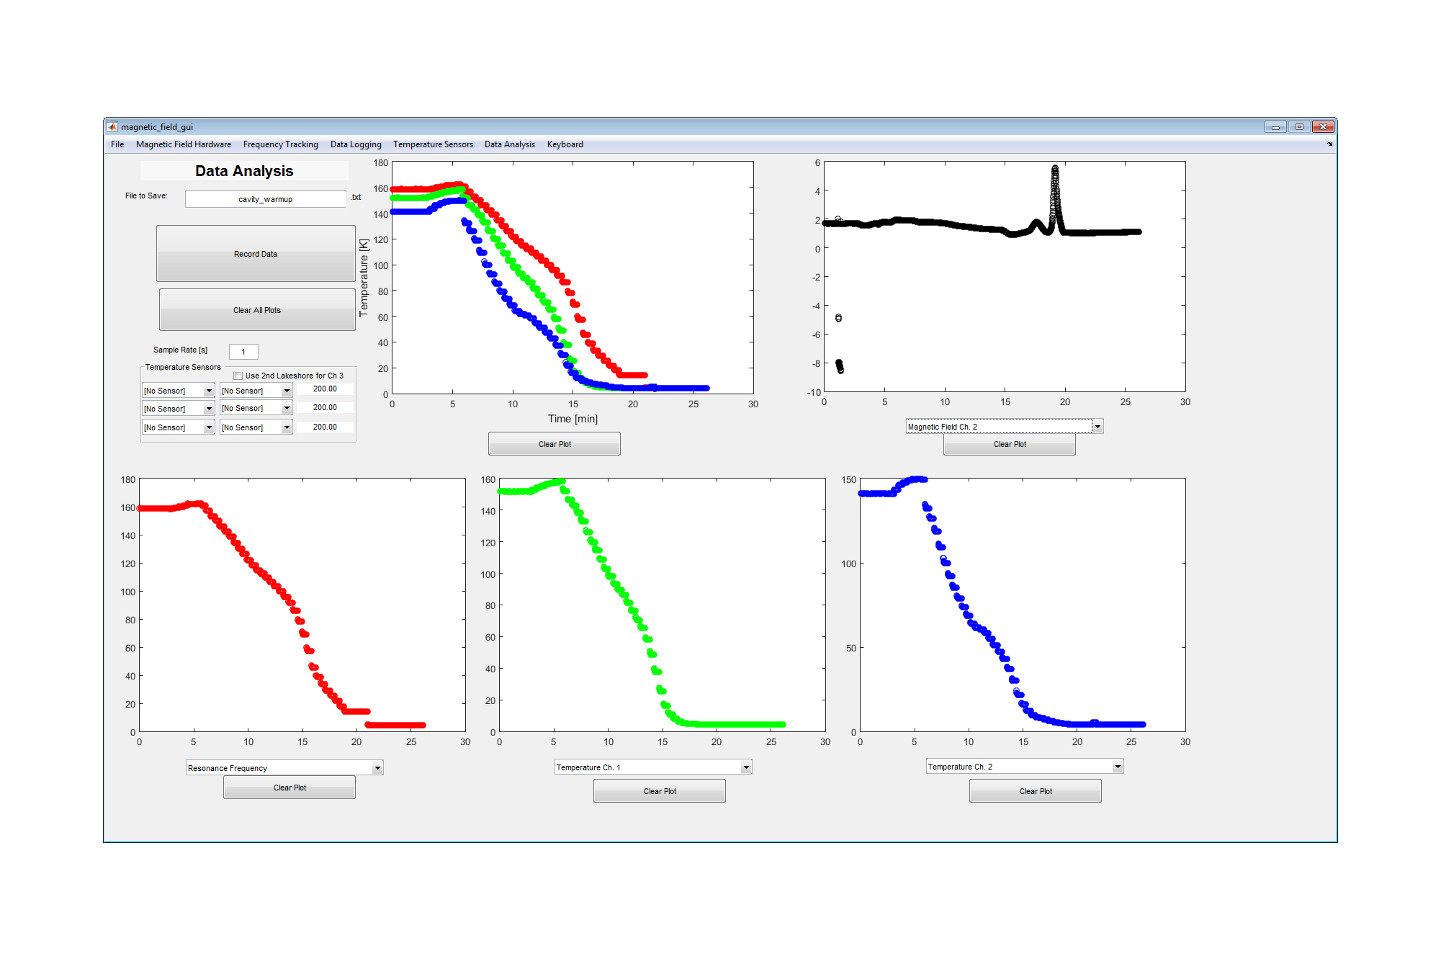 magnetic_field_gui
File Magnetic Field Hardware Frequency Tracking Data Logging Temperature Sensors Data Analysis Keyboard
Data Analysis
File to Save: cavity_warmup .txt
Record Data
Clear All Plots
Sample Rate [s] 1
Temperature Sensors
Use 2nd Lakeshore for Ch 3
[No Sensor] [No Sensor] 200.00
[No Sensor] [No Sensor] 200.00
[No Sensor] [No Sensor] 200.00
180
160
140
120
100
80
60
40
20
0
Temperature [K]
0 5 10 15 20 25 30
Time [min]
Clear Plot
6
4
2
0
-2
-4
-6
-8
-10
0 5 10 15 20 25 30
Magnetic Field Ch. 2
Clear Plot
180
160
140
120
100
80
60
40
20
0
0 5 10 15 20 25 30
Resonance Frequency
Clear Plot
160
140
120
100
80
60
40
20
0
0 5 10 15 20 25 30
Temperature Ch. 1
Clear Plot
150
100
50
0
0 5 10 15 20 25 30
Temperature Ch. 2
Clear Plot